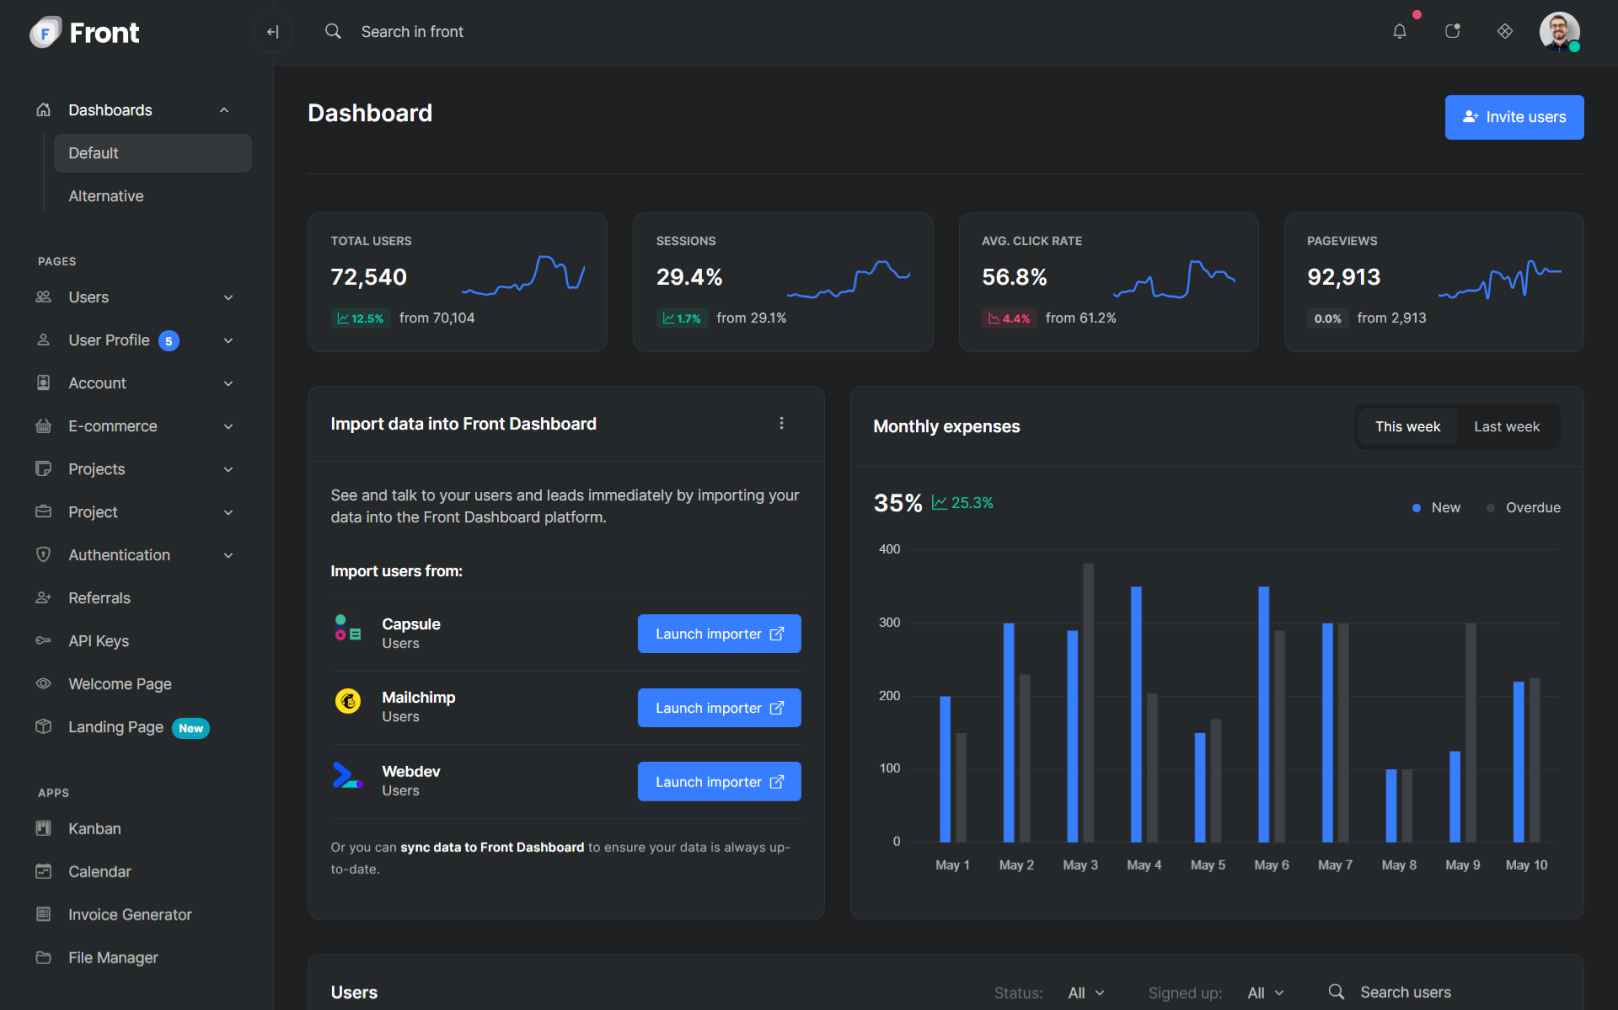 F Front
Search in front
Dashboards
Default
Alternative
PAGES
Users
User Profile 5
Account
E-commerce
Projects
Project
Authentication
Referrals
API Keys
Welcome Page
Landing Page New
APPS
Kanban
Calendar
Invoice Generator
File Manager
Dashboard
Invite users
TOTAL USERS
72,540
12.5% from 70,104
SESSIONS
29.4%
1.7% from 29.1%
AVG. CLICK RATE
56.8%
4.4% from 61.2%
PAGEVIEWS
92,913
0.0% from 2,913
Import data into Front Dashboard
See and talk to your users and leads immediately by importing your
data into the Front Dashboard platform.
Import users from:
Capsule
Users
Launch importer
Mailchimp
Users
Launch importer
Webdev
Users
Launch importer
Or you can sync data to Front Dashboard to ensure your data is always up-
to-date.
Monthly expenses
This week Last week
35% 25.3%
New Overdue
400
300
200
100
0
May 1 May 2 May 3 May 4 May 5 May 6 May 7 May 8 May 9 May 10
Users
Status: All Signed up: All Search users